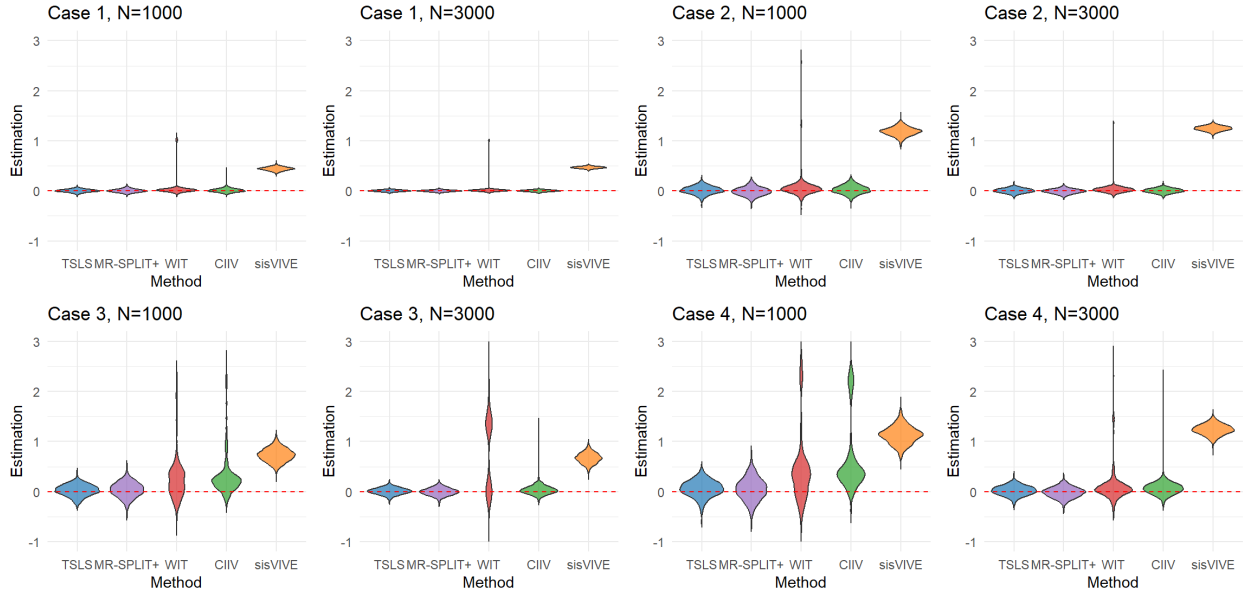 Case 1, N=1000
Estimation
3
2
1
0
-1
TSLS MR-SPLIT+ WIT CIIV sisVIVE
Method
Case 1, N=3000
Estimation
3
2
1
0
-1
TSLS MR-SPLIT+ WIT CIIV sisVIVE
Method
Case 2, N=1000
Estimation
3
2
1
0
-1
TSLS MR-SPLIT+ WIT CIIV sisVIVE
Method
Case 2, N=3000
Estimation
3
2
1
0
-1
TSLS MR-SPLIT+ WIT CIIV sisVIVE
Method
Case 3, N=1000
Estimation
3
2
1
0
-1
TSLS MR-SPLIT+ WIT CIIV sisVIVE
Method
Case 3, N=3000
Estimation
3
2
1
0
-1
TSLS MR-SPLIT+ WIT CIIV sisVIVE
Method
Case 4, N=1000
Estimation
3
2
1
0
-1
TSLS MR-SPLIT+ WIT CIIV sisVIVE
Method
Case 4, N=3000
Estimation
3
2
1
0
-1
TSLS MR-SPLIT+ WIT CIIV sisVIVE
Method